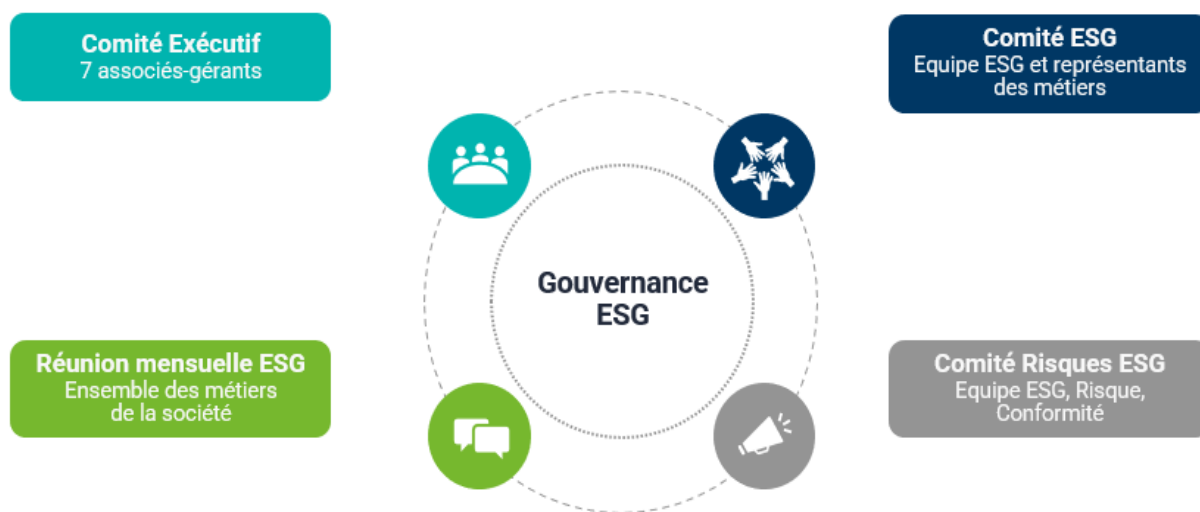 Comité Exécutif
7 associés-gérants
Comité ESG
Equipe ESG et représentants
des métiers
Gouvernance
ESG
Réunion mensuelle ESG
Ensemble des métiers
de la société
Comité Risques ESG
Equipe ESG, Risque,
Conformité